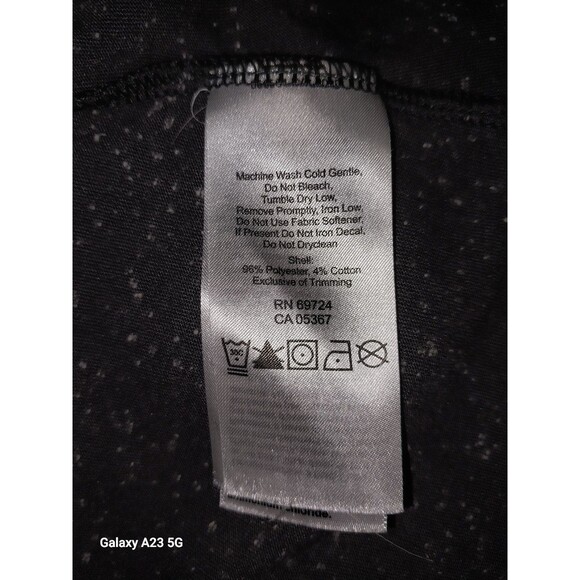 Machine Wash Cold Gentle,
Do Not Bleach,
Tumble Dry Low,
Remove Promptly, Iron Low,
Do Not Use Fabric Softener.
If Present Do Not Iron Decal,
Do Not Dryclean
Shell:
96% Polyester, 4% Cotton
Exclusive of Trimming
RN 69724
CA 05367
30C
chloride.
Galaxy A23 5G